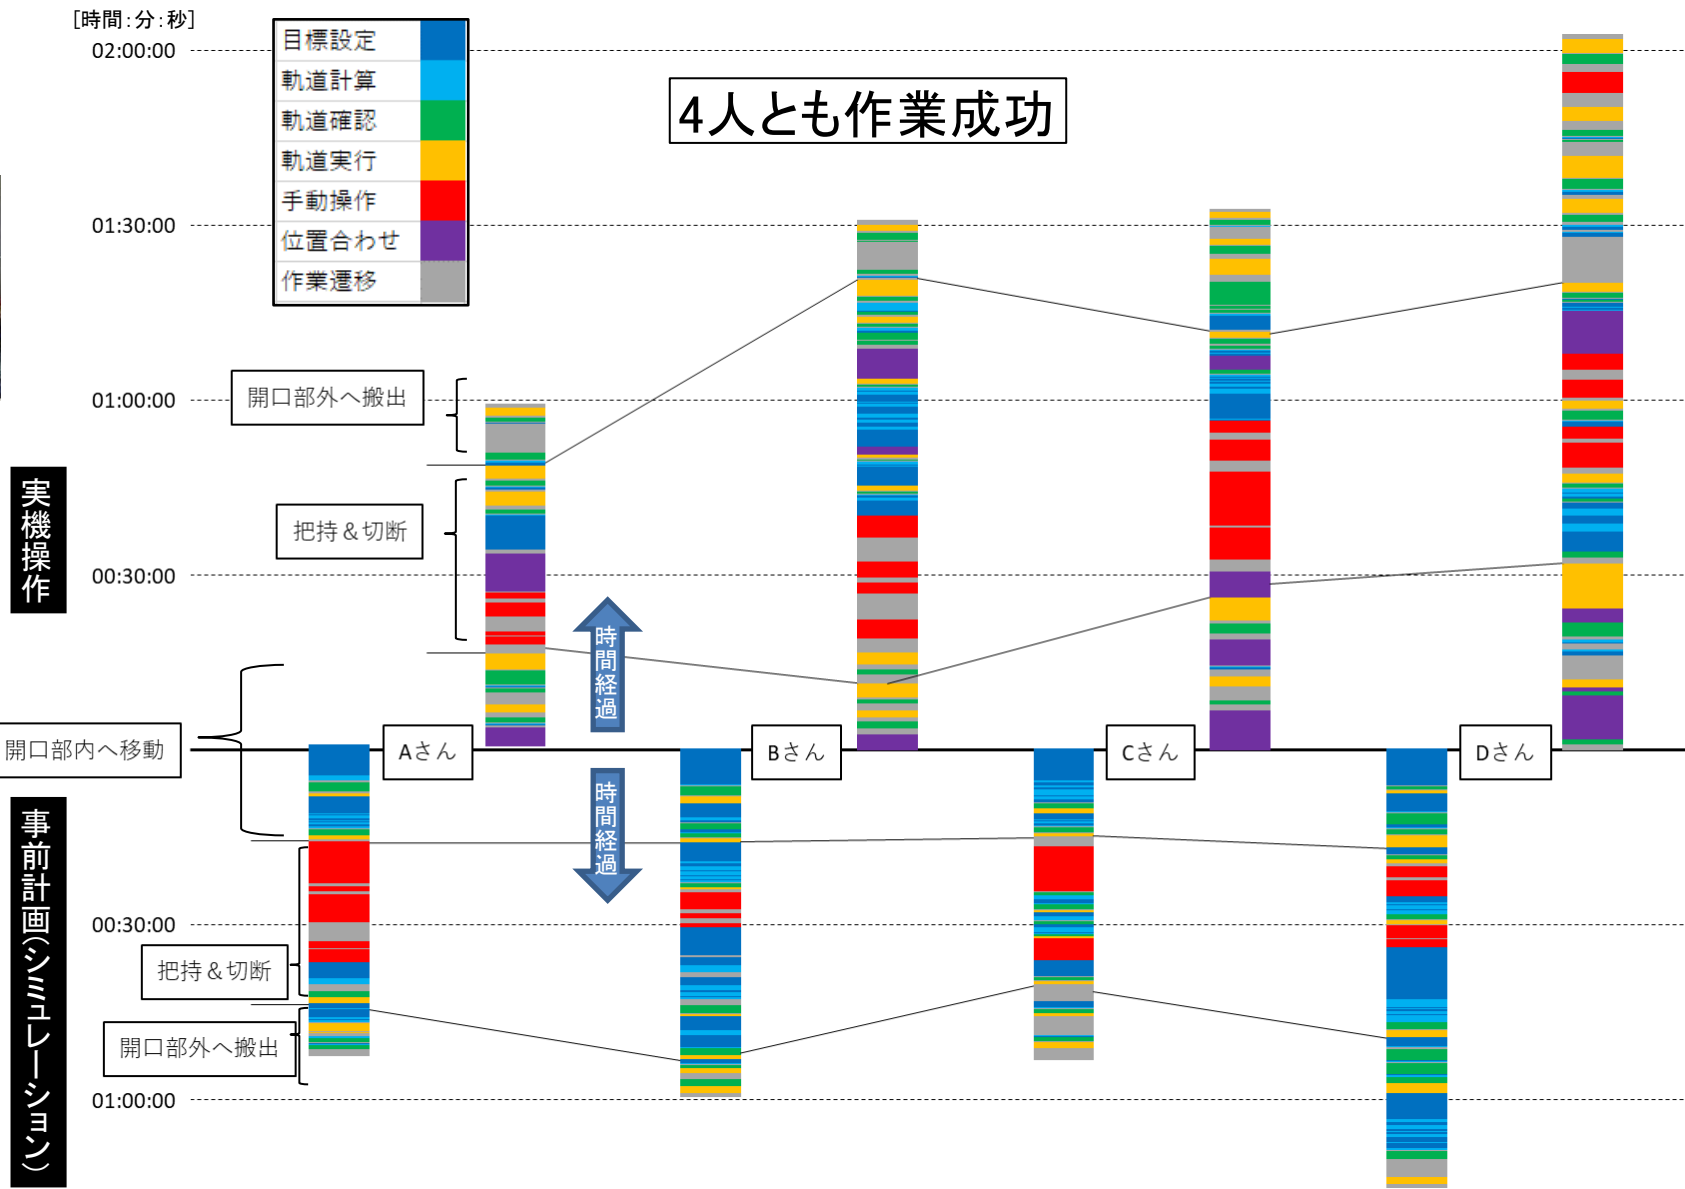 [時間:分:秒]
02:00:00
目標設定
軌道計算
軌道確認
軌道実行
手動操作
位置合わせ
作業遷移
4人とも作業成功
01:30:00
01:00:00
開口部外へ搬出
実機操作
把持&切断
00:30:00
時間経過
開口部内へ移動
Aさん
Bさん
Cさん
Dさん
時間経過
事前計画(シミュレーション)
00:30:00
把持&切断
開口部外へ搬出
01:00:00